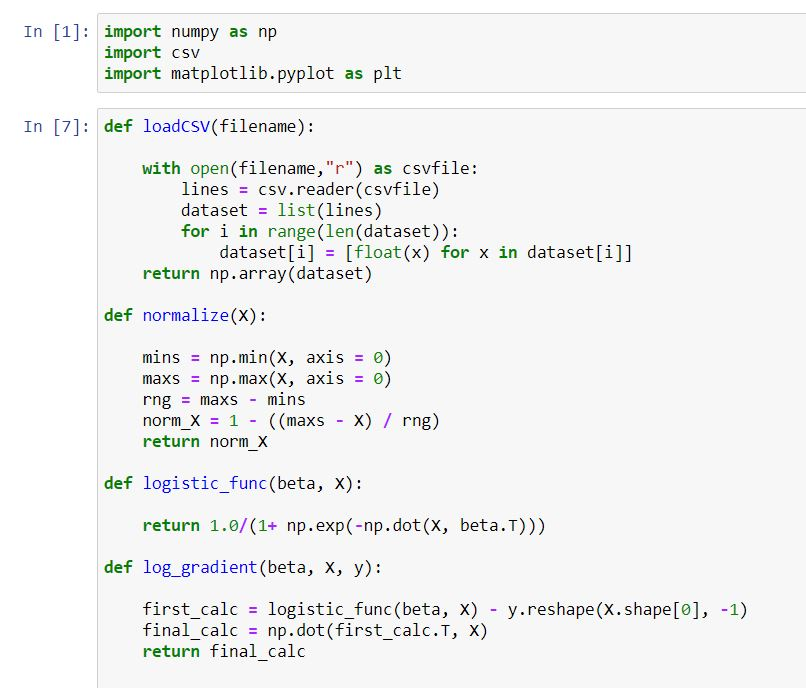 In [1]: import numpy as np
import csv
import matplotlib.pyplot as plt
In [7]: def loadCSV(filename):
with open(filename,"r") as csvfile:
lines = csv.reader(csvfile)
dataset = list(lines)
for i in range(len(dataset)):
dataset[i] = [float(x) for x in dataset[i]]
return np.array(dataset)
def normalize(X):
mins = np.min(X, axis = 0)
maxs = np.max(X, axis = 0)
rng = maxs - mins
norm_X = 1 - ((maxs - X) / rng)
return norm_X
def logistic_func(beta, X):
return 1.0/(1+ np.exp(-np.dot(X, beta.T)))
def log_gradient(beta, X, y):
first_calc = logistic_func(beta, X) - y.reshape(X.shape[0], -1)
final_calc = np.dot(first_calc.T, X)
return final_calc